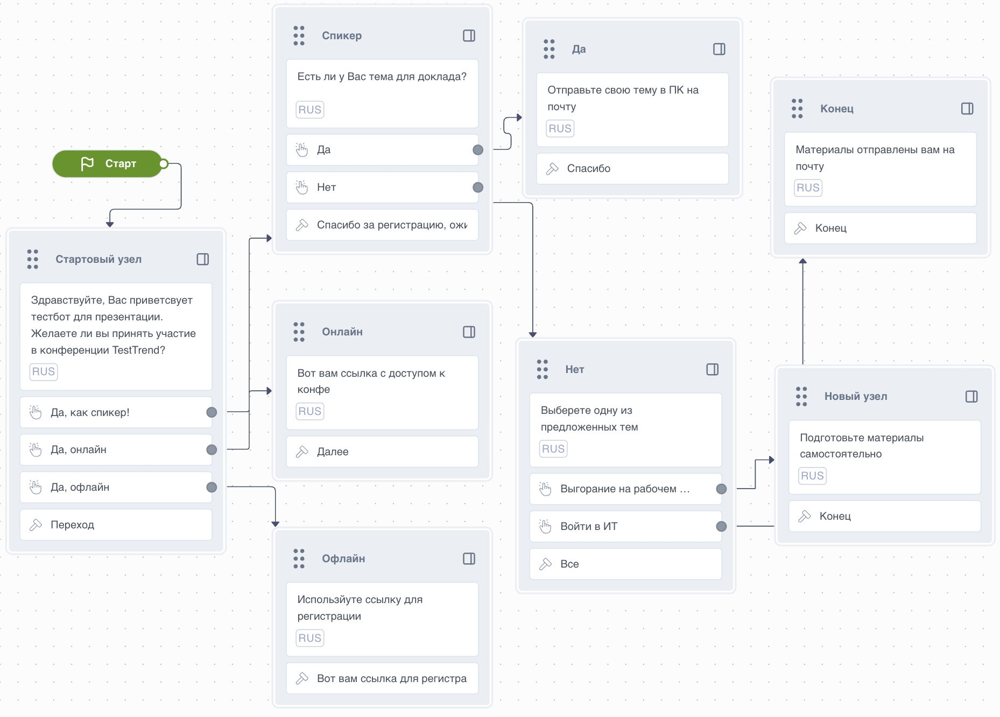 Старт
Стартовый узел
Здравствуйте, Вас приветсвует
тестбот для презентации.
Желаете ли вы принять участие
в конференции TestTrend?
RUS
Да, как спикер!
Да, онлайн
Да, офлайн
Переход
Спикер
Есть ли у Вас тема для доклада?
RUS
Да
Нет
Спасибо за регистрацию, ожи
Онлайн
Вот вам ссылка с доступом к
конфе
RUS
Далее
Офлайн
Использйуте ссылку для
регистрации
RUS
Вот вам ссылка для регистра
Да
Отправьте свою тему в ПК на
почту
RUS
Спасибо
Нет
Выберете одну из
предложенных тем
RUS
Выгорание на рабочем ...
Войти в ИТ
Все
Конец
Материалы отправлены вам на
почту
RUS
Конец
Новый узел
Подготовьте материалы
самостоятельно
RUS
Конец